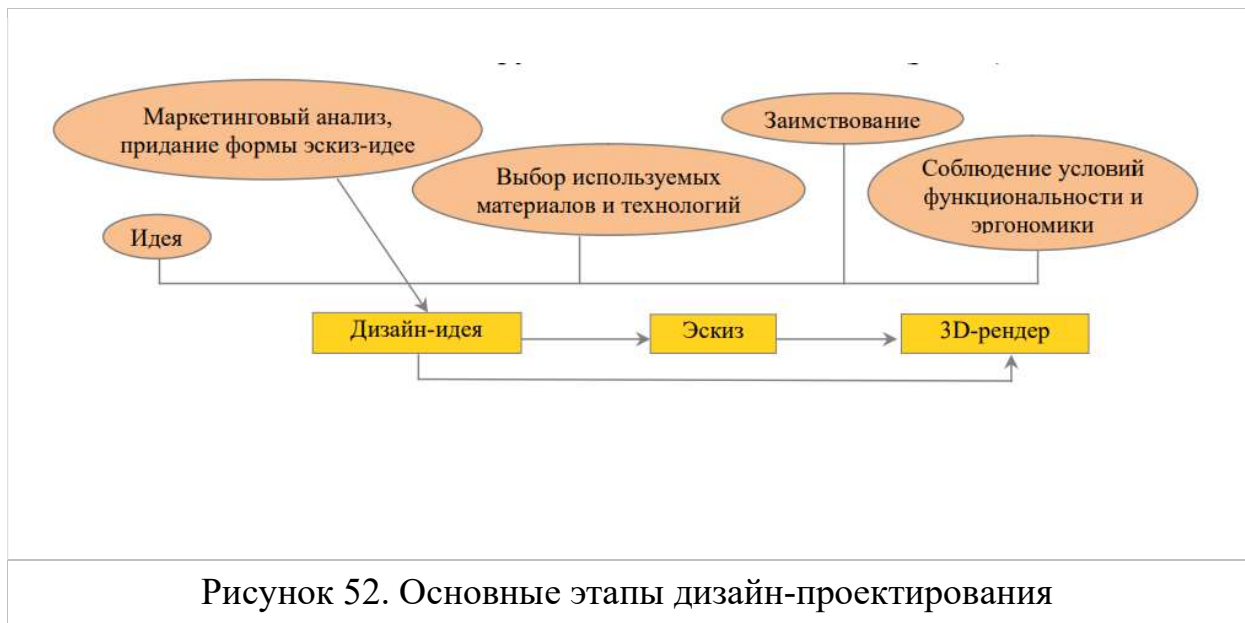 Маркетинговый анализ,
придание формы эскиз-идее
Заимствование
Выбор используемых
материалов и технологий
Соблюдение условий
функциональности и
эргономики
Идея
Дизайн-идея
Эскиз
3D-рендер
Рисунок 52. Основные этапы дизайн-проектирования